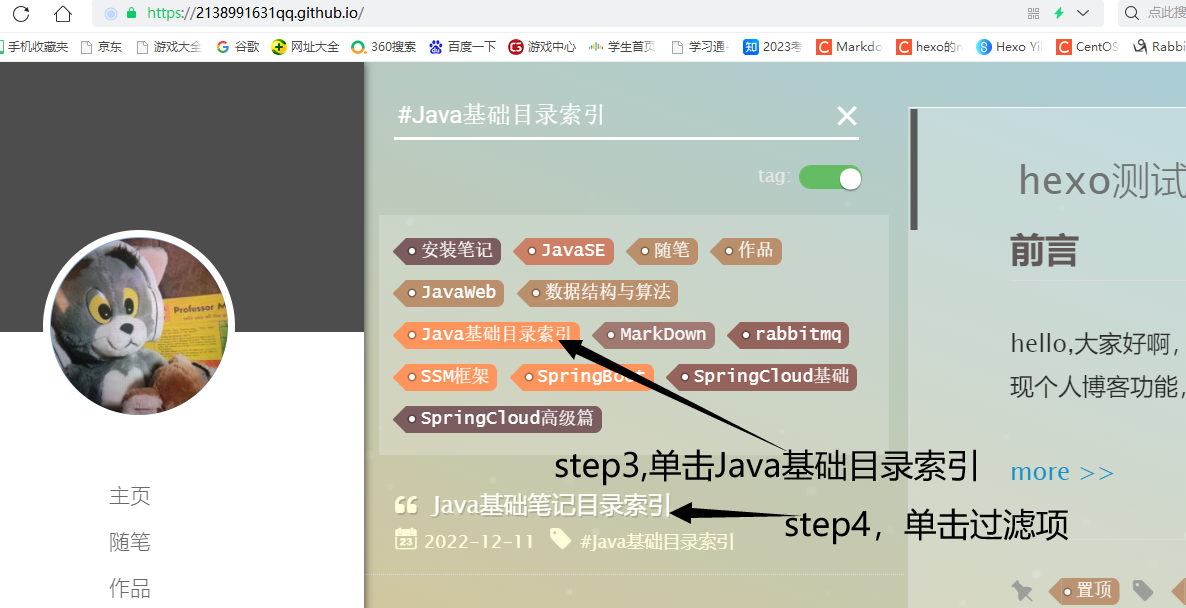 https://2138991631qq.github.io/
点此搜
手机收藏夹 京东 游戏大全 谷歌 网址大全 360搜索 百度一下 游戏中心 学生首页 学习通 2023考 Markdo hexo的n Hexo Yi CentOS Rabbi
#Java基础目录索引
tag:
安装笔记 JavaSE 随笔 作品
JavaWeb 数据结构与算法
Java基础目录索引 MarkDown rabbitmq
SSM框架 SpringBoot SpringCloud基础
SpringCloud高级篇
step3,单击Java基础目录索引
Java基础笔记目录索引
step4，单击过滤项
2022-12-11 #java基础目录索引
主页
随笔
作品
Professor M
hexo测试
前言
hello,大家好啊，
现个人博客功能，
more >>
置顶